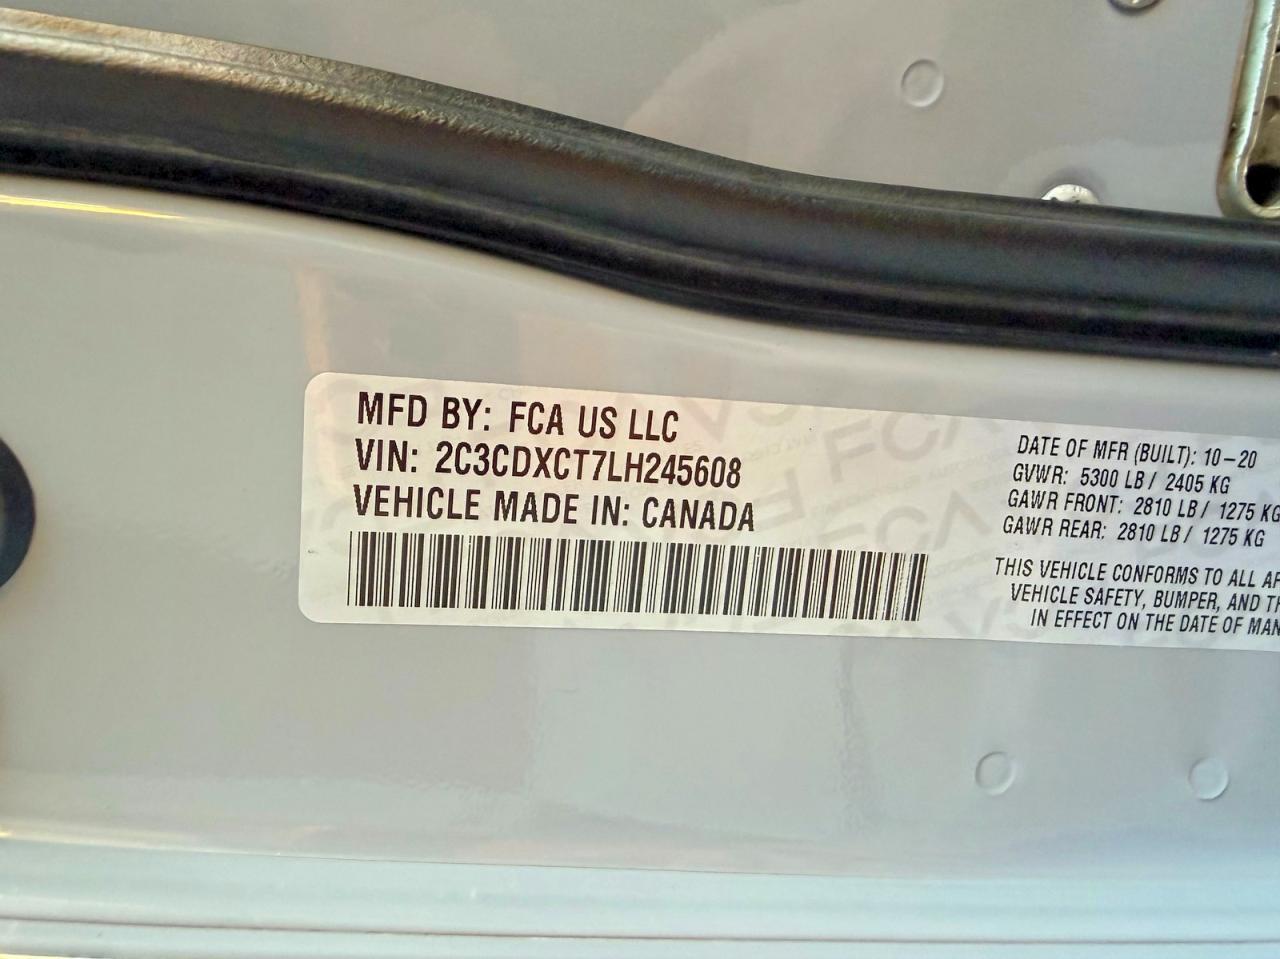 MFD BY: FCA US LLC
VIN: 2C3CDXCT7LH245608
VEHICLE MADE IN: CANADA
DATE OF MFR (BUILT): 10-20
GVWR: 5300 LB / 2405 KG
GAWR FRONT: 2810 LB / 1275 KG
GAWR REAR: 2810 LB / 1275 KG
THIS VEHICLE CONFORMS TO ALL
VEHICLE SAFETY, BUMPER, AND
IN EFFECT ON THE DATE OF